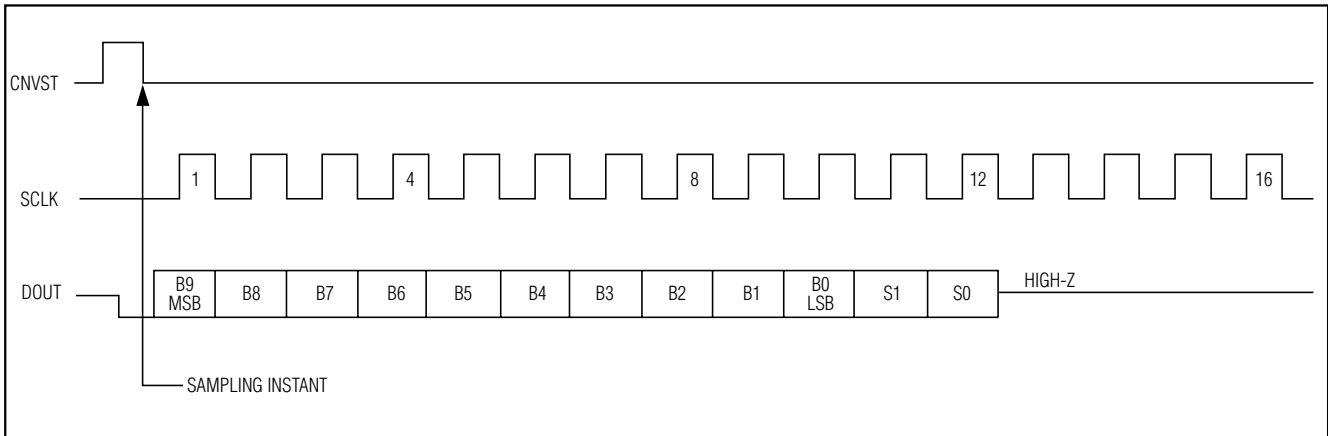 CNVST
1 4 8 12 16
SCLK
HIGH-Z
DOUT
B9 MSB B8 B7 B6 B5 B4 B3 B2 B1 B0 LSB S1 S0
SAMPLING INSTANT